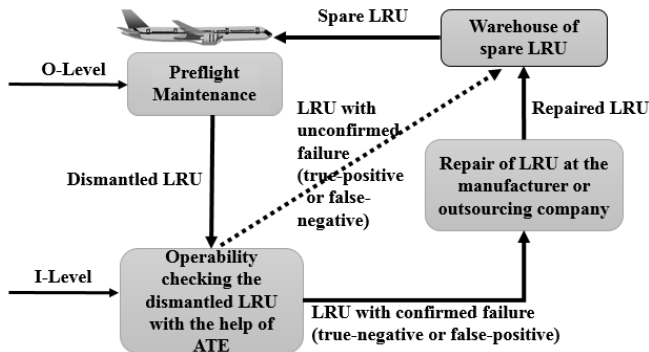 Spare LRU
Warehouse of
spare LRU
O-Level
Preflight
Maintenance
LRU with
unconfirmed
failure
(true-positive
or false-
negative)
Repaired LRU
Dismantled LRU
Repair of LRU at the
manufacturer or
outsourcing company
I-Level
Operability
checking the
dismantled LRU
with the help of
ATE
LRU with confirmed failure
(true-negative or false-positive)